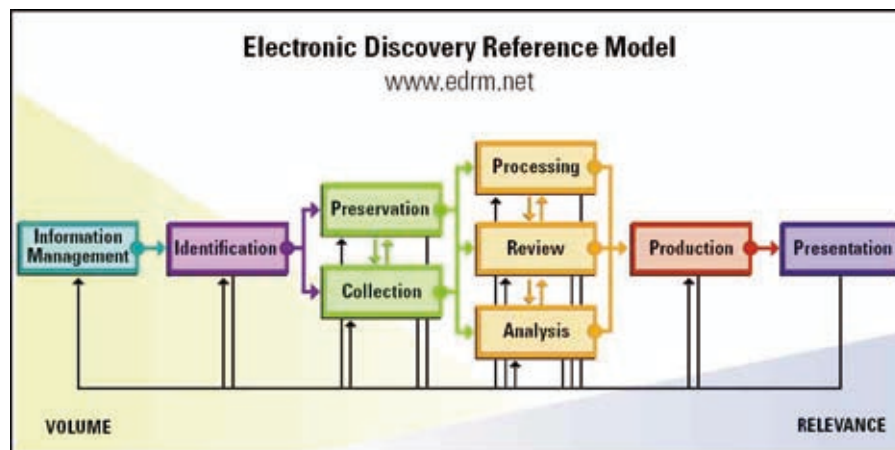 Electronic Discovery Reference Model
www.edrm.net
Information
Management
Identification
Preservation
Collection
Processing
Review
Analysis
Production
Presentation
VOLUME
RELEVANCE